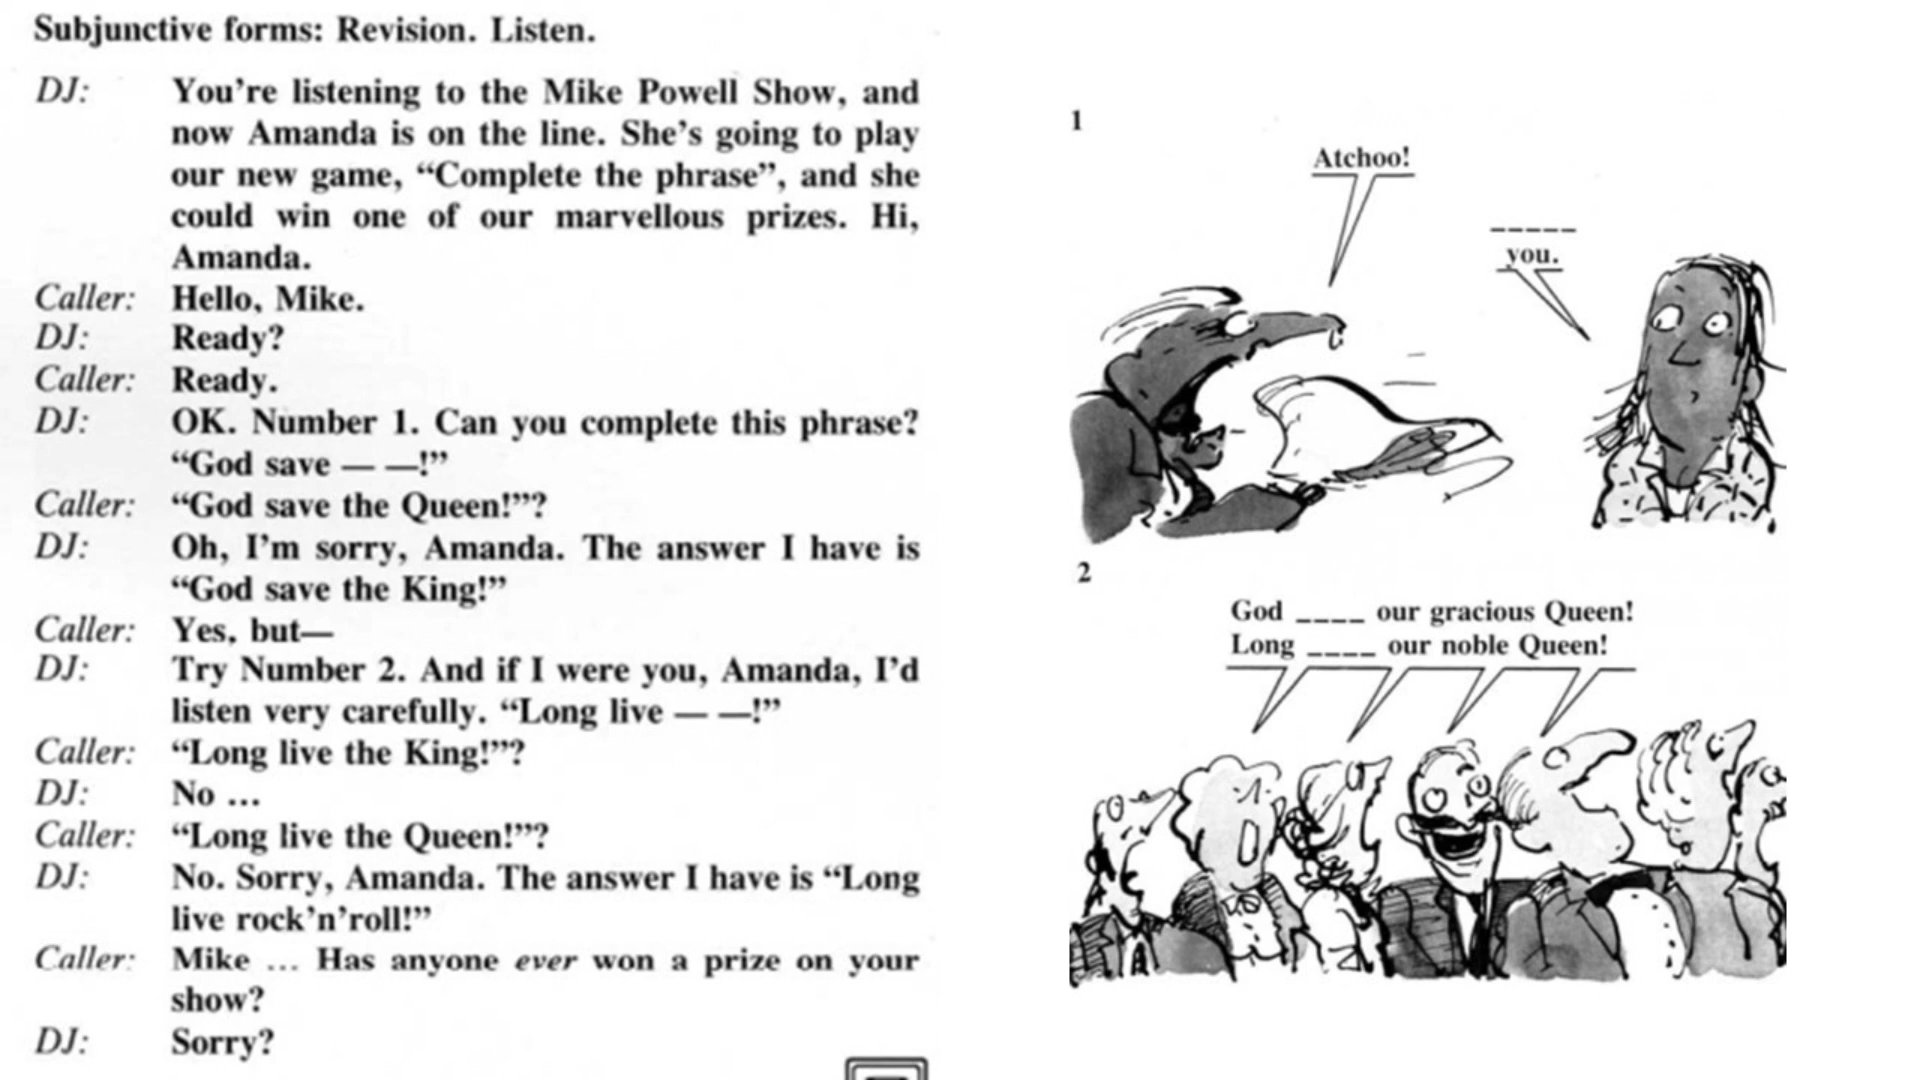 Subjunctive forms: Revision. Listen.
DJ: You're listening to the Mike Powell Show, and
now Amanda is on the line. She's going to play
our new game, “Complete the phrase”, and she
could win one of our marvellous prizes. Hi,
Amanda.
Caller: Hello, Mike.
DJ: Ready?
Caller: Ready.
DJ: OK. Number 1. Can you complete this phrase?
“God save — —!”
Caller: “God save the Queen!”?
DJ: Oh, I'm sorry, Amanda. The answer I have is
“God save the King!”
Caller: Yes, but—
DJ: Try Number 2. And if I were you, Amanda, I'd
listen very carefully. “Long live — —!”
Caller: “Long live the King!”?
DJ: No ...
Caller: “Long live the Queen!”?
DJ: No. Sorry, Amanda. The answer I have is “Long
live rock'n'roll!”
Caller: Mike ... Has anyone ever won a prize on your
show?
DJ: Sorry?
1
Atchoo!
_____
you.
2
God ____ our gracious Queen!
Long ____ our noble Queen!